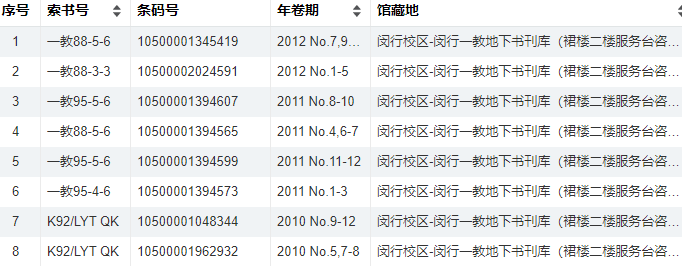 序号 索书号 条码号 年卷期 馆藏地
1 一教88-5-6 10500001345419 2012 No.7,9... 闵行校区-闵行一教地下书刊库（裙楼二楼服务台咨...
2 一教88-3-3 10500002024591 2012 No.1-5 闵行校区-闵行一教地下书刊库（裙楼二楼服务台咨...
3 一教95-5-6 10500001394607 2011 No.8-10 闵行校区-闵行一教地下书刊库（裙楼二楼服务台咨...
4 一教88-5-6 10500001394565 2011 No.4,6-7 闵行校区-闵行一教地下书刊库（裙楼二楼服务台咨...
5 一教95-5-6 10500001394599 2011 No.11-12 闵行校区-闵行一教地下书刊库（裙楼二楼服务台咨...
6 一教95-4-6 10500001394573 2011 No.1-3 闵行校区-闵行一教地下书刊库（裙楼二楼服务台咨...
7 K92/LYT QK 10500001048344 2010 No.9-12 闵行校区-闵行一教地下书刊库（裙楼二楼服务台咨...
8 K92/LYT QK 10500001962932 2010 No.5,7-8 闵行校区-闵行一教地下书刊库（裙楼二楼服务台咨...